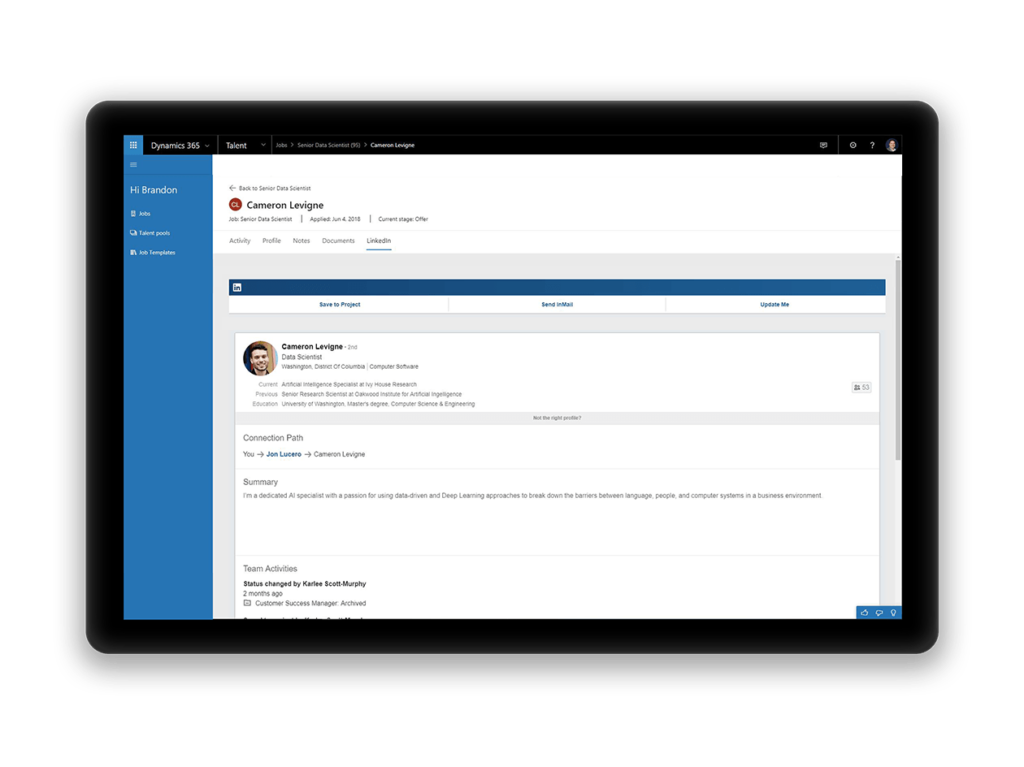 Dynamics 365 Talent Jobs > Senior Data Scientist (95) > Cameron Levigne ?
Hi Brandon
Jobs
Talent pools
Job Templates
← Back to Senior Data Scientist
CL Cameron Levigne
Job: Senior Data Scientist | Applied: Jun 4, 2018 | Current stage: Offer
Activity Profile Notes Documents LinkedIn
in
Save to Project Send InMail Update Me
Cameron Levigne - 2nd
Data Scientist
Washington, District Of Columbia | Computer Software
Current Artificial Intelligence Specialist at Ivy House Research
53
Previous Senior Research Scientist at Oakwood Institute for Artificial Ingelligence
Education University of Washington, Master's degree, Computer Science & Engineering
Not the right profile?
Connection Path
You → Jon Lucero → Cameron Levigne
Summary
I'm a dedicated AI specialist with a passion for using data-driven and Deep Learning approaches to break down the barriers between language, people, and computer systems in a business environment
Team Activities
Status changed by Karlee Scott-Murphy
2 months ago
Customer Success Manager: Archived